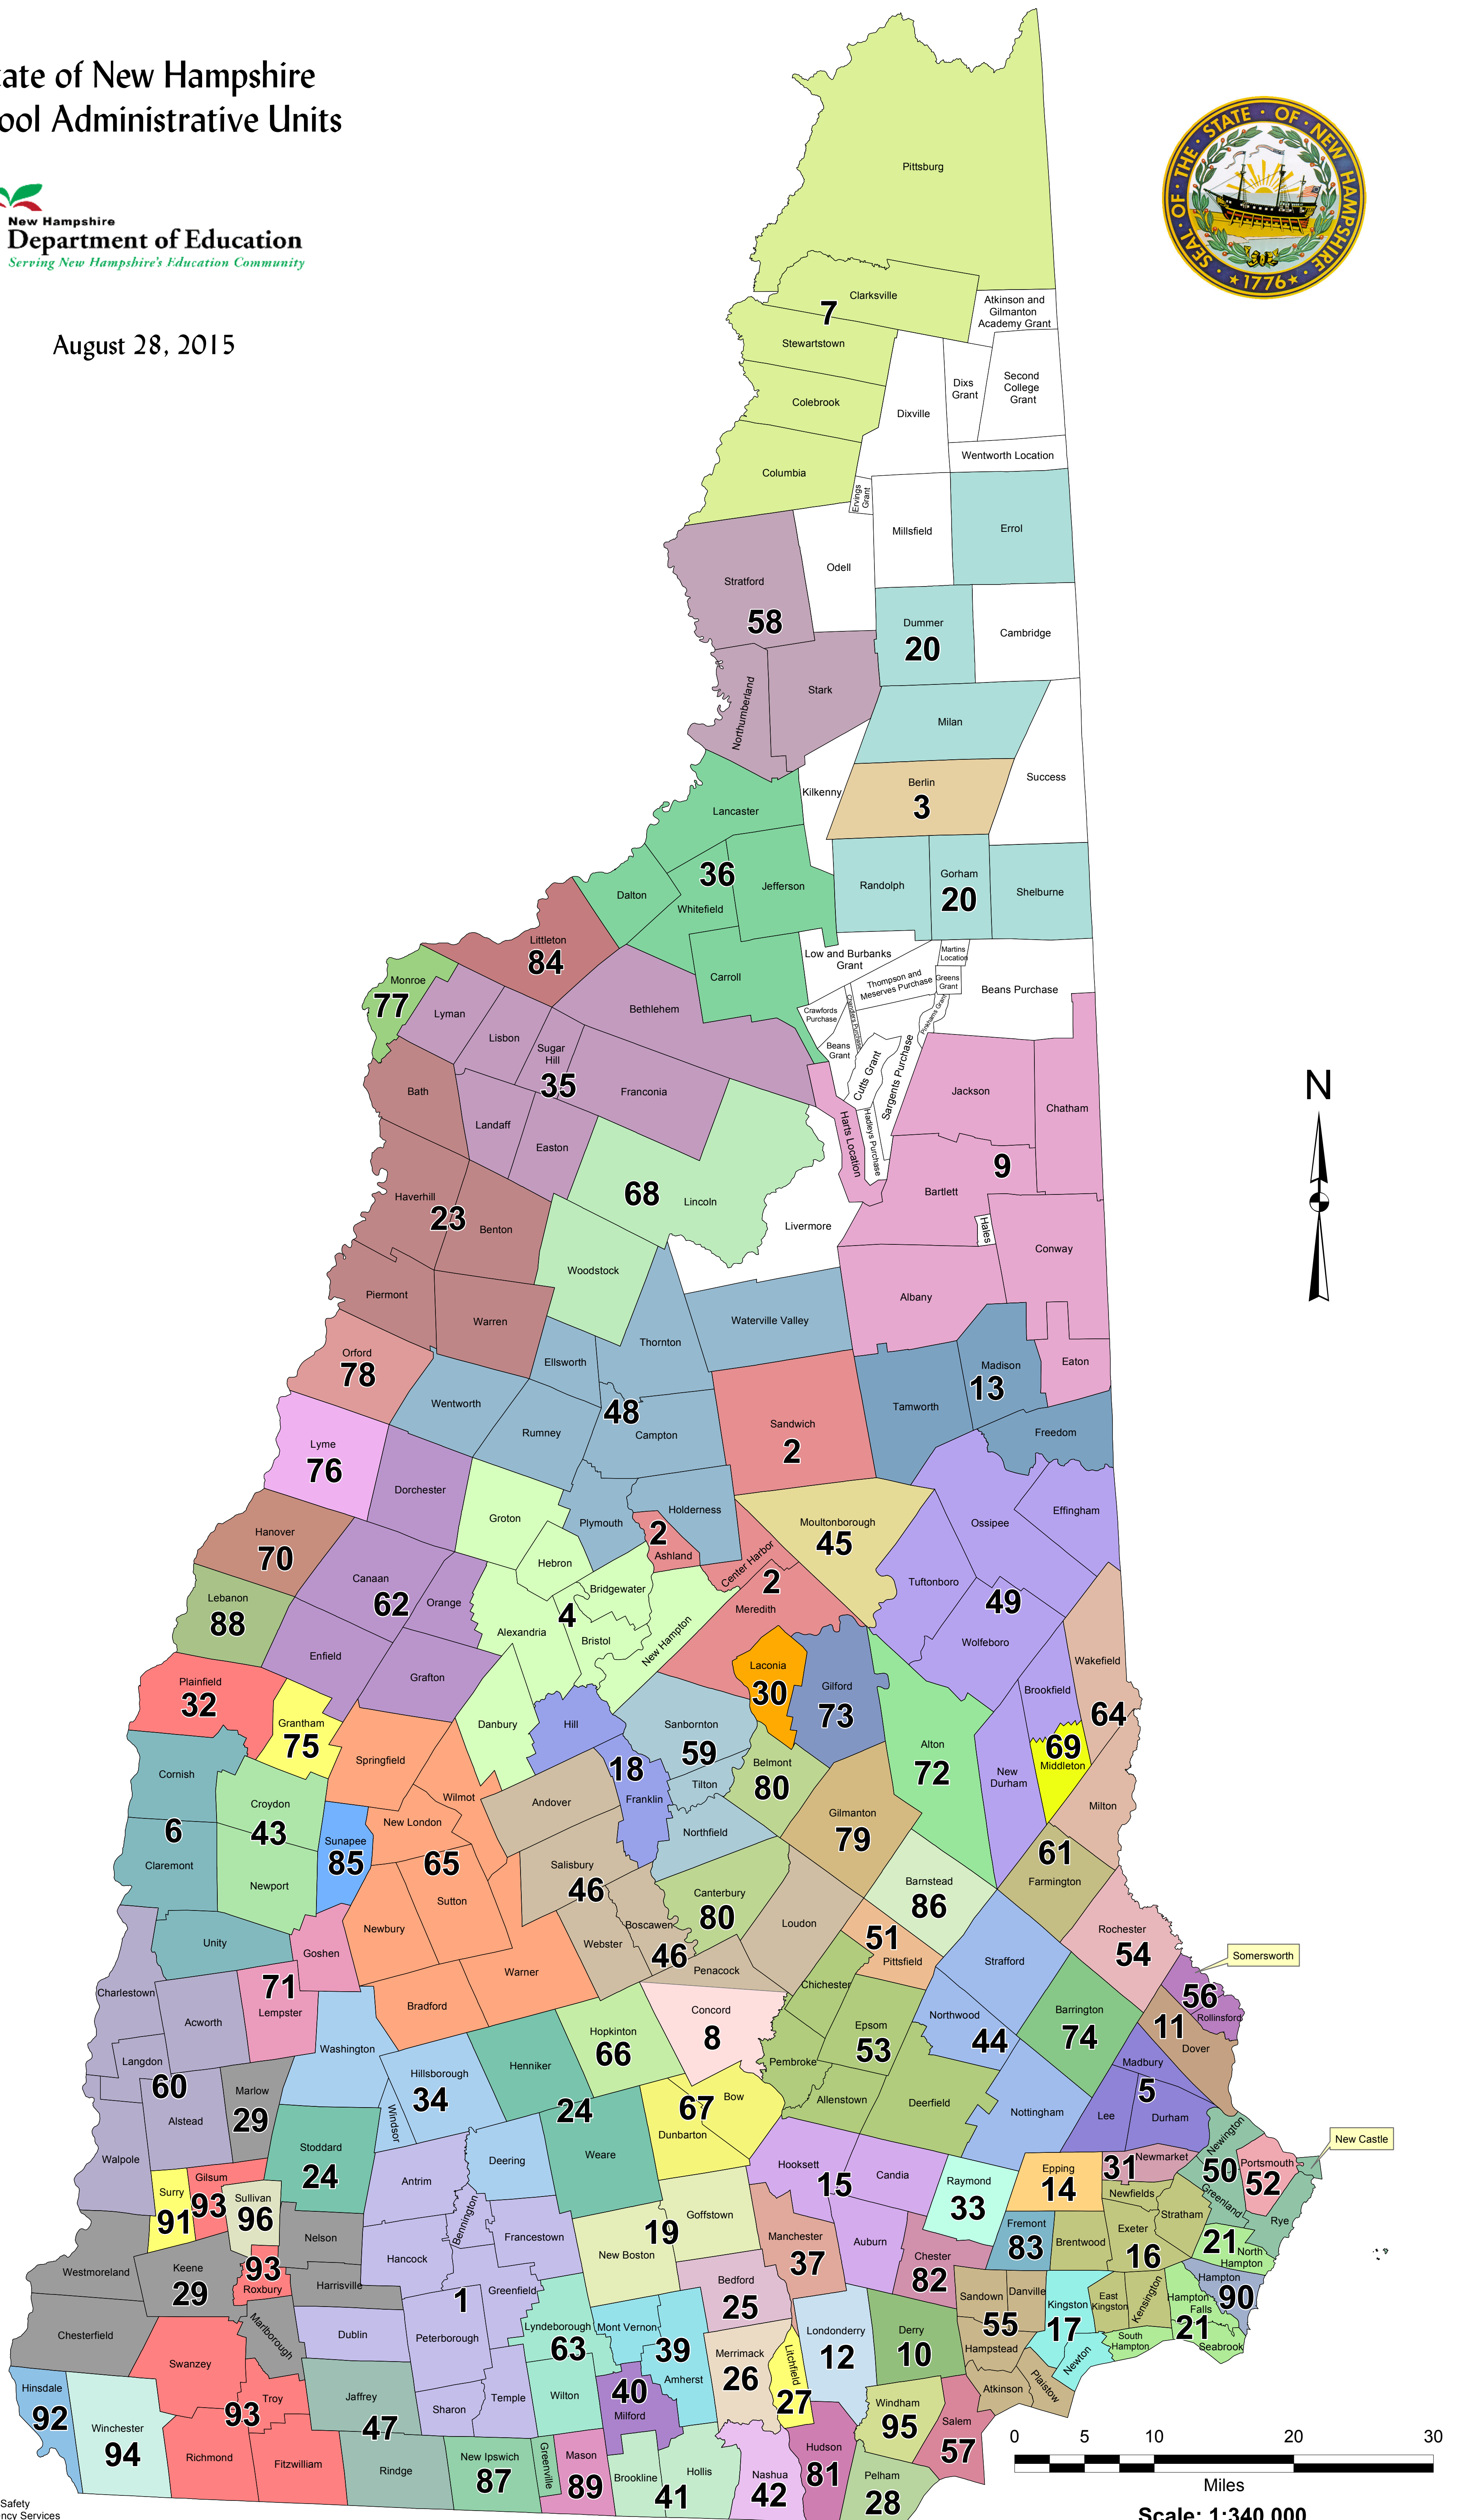 tate of New Hampshire
ool Administrative Units
New Hampshire
Department of Education
Serving New Hampshire's Education Community
August 28, 2015
SEAL · OF · THE · STATE · OF · NEW · HAMPSHIRE
1776
Pittsburg
Clarksville
7
Atkinson and
Gilmanton
Academy Grant
Stewartstown
Colebrook
Dixville
Dixs
Grant
Second
College
Grant
Wentworth Location
Columbia
Ervings
Grant
Millsfield
Errol
Odell
Stratford
58
Dummer
20
Cambridge
Northumberland
Stark
Milan
Berlin
3
Success
Kilkenny
Lancaster
36
Dalton
Whitefield
Jefferson
Randolph
Gorham
20
Shelburne
Littleton
84
Carroll
Low and Burbanks
Grant
Martins
Location
Thompson and
Meserves Purchase
Greens
Grant
Beans Purchase
Monroe
77
Lyman
Bethlehem
Crawfords
Purchase
Chandlers Purchase
Pinkhams Grant
Lisbon
Sugar
Hill
35
Beans
Grant
Cutts Grant
Sargents Purchase
Bath
Franconia
Jackson
Chatham
Landaff
Easton
Harts Location
Hadleys Purchase
9
Haverhill
23
Benton
68
Lincoln
Bartlett
Livermore
Hales
Conway
Woodstock
Piermont
Warren
Albany
Waterville Valley
Thornton
Ellsworth
Orford
78
Madison
13
Eaton
Wentworth
48
Tamworth
Rumney
Campton
Sandwich
2
Freedom
Lyme
76
Dorchester
Groton
Plymouth
Holderness
2
Ashland
Moultonborough
45
Ossipee
Effingham
Hanover
70
Hebron
Center Harbor
2
Meredith
Canaan
62
Orange
Bridgewater
4
Tuftonboro
49
Lebanon
88
Alexandria
Bristol
New Hampton
Wolfeboro
Enfield
Grafton
Laconia
30
Gilford
73
Wakefield
64
Brookfield
Plainfield
32
Grantham
75
Danbury
Hill
Sanbornton
59
69
Middleton
Springfield
Alton
72
New
Durham
Cornish
18
Franklin
Tilton
Belmont
80
Croydon
43
Wilmot
Andover
Milton
New London
Northfield
Gilmanton
79
6
Sunapee
85
61
Farmington
Claremont
65
Salisbury
46
Newport
Sutton
Canterbury
80
Barnstead
86
Newbury
Boscawen
46
Loudon
Rochester
54
Unity
Goshen
Webster
51
Pittsfield
Somersworth
Strafford
Warner
Penacook
71
Lempster
Chichester
Charlestown
Bradford
56
Rollinsford
Acworth
Concord
8
Northwood
44
Barrington
74
11
Dover
Hopkinton
66
Epsom
53
Washington
Langdon
60
Hillsborough
34
Henniker
Pembroke
Madbury
5
Marlow
29
Windsor
24
67
Bow
Allenstown
Deerfield
Nottingham
Lee
Durham
Alstead
Dunbarton
Newington
New Castle
Walpole
Stoddard
24
Weare
Deering
Hooksett
15
Candia
Newmarket
31
50
Portsmouth
52
Antrim
Raymond
33
Epping
14
Surry
91
Gilsum
93
Sullivan
96
Bennington
Newfields
Greenland
Stratham
Rye
Nelson
Francestown
Goffstown
19
Fremont
83
Exeter
16
Westmoreland
Keene
29
Hancock
New Boston
Manchester
37
Auburn
Brentwood
21
North
Hampton
93
Roxbury
Harrisville
Greenfield
Chester
82
Hampton
90
1
Bedford
25
Sandown
55
Danville
Kingston
17
East
Kingston
Kensington
Hampton
Falls
21
Chesterfield
Marlborough
Dublin
Peterborough
Lyndeborough
63
Mont Vernon
39
Londonderry
12
Derry
10
South
Hampton
Seabrook
Swanzey
Merrimack
26
Litchfield
27
Hampstead
Newton
Hinsdale
92
Troy
93
Jaffrey
47
Sharon
Temple
Wilton
Amherst
40
Milford
Atkinson
Plaistow
Winchester
94
Windham
95
Salem
57
Richmond
Fitzwilliam
Rindge
New Ipswich
87
Greenville
Mason
89
Brookline
Hollis
41
Nashua
42
Hudson
81
Pelham
28
N
0 5 10 20 30
Miles
Scale: 1:340,000
Safety
ncy Services